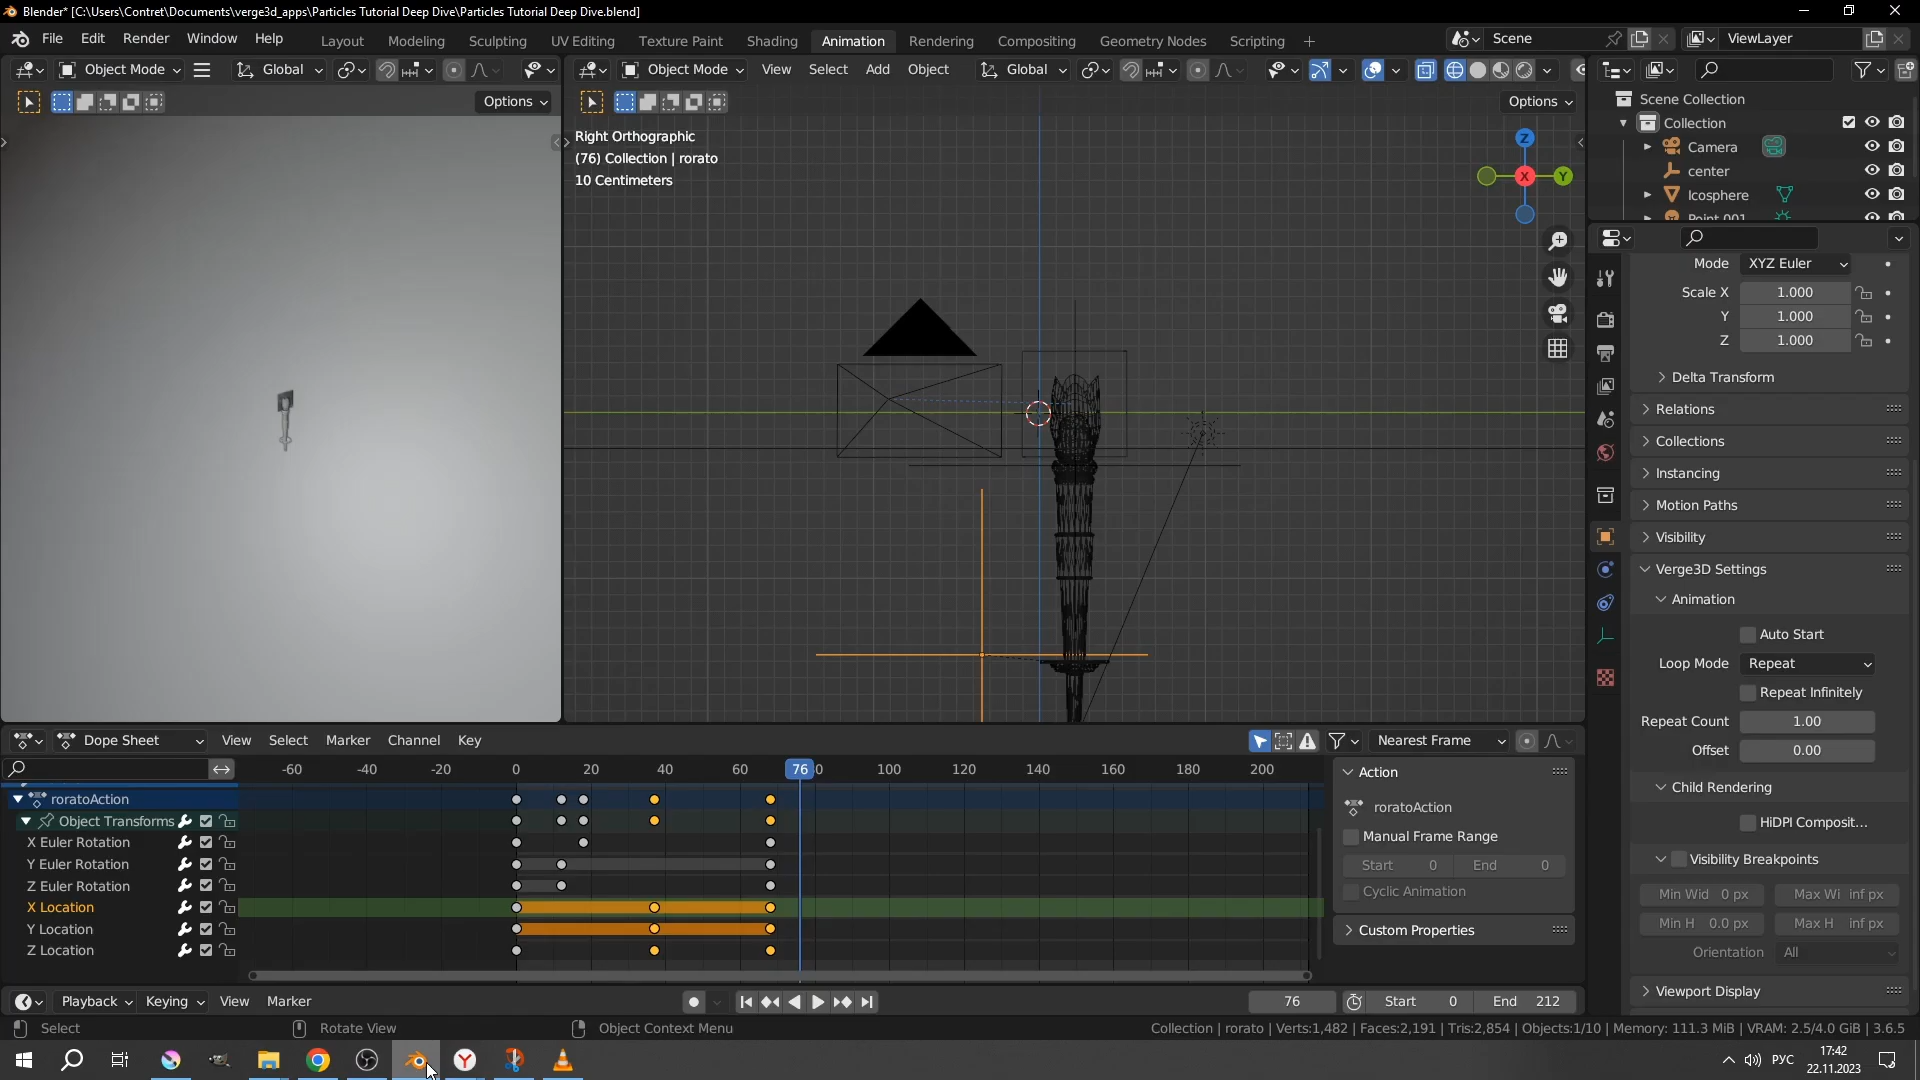 Blender* [C:\Users\Contret\Documents\verge3d_apps\Particles Tutorial Deep Dive\Particles Tutorial Deep Dive.blend]
File Edit Render Window Help Layout Modeling Sculpting UV Editing Texture Paint Shading Animation Rendering Compositing Geometry Nodes Scripting + Scene ViewLayer
Object Mode Global Object Mode View Select Add Object Global
Options Options
Right Orthographic
(76) Collection | rorato
10 Centimeters
Z
X
Y
Scene Collection
Collection
Camera
center
Icosphere
Point.001
Mode XYZ Euler
Scale X 1.000
Y 1.000
Z 1.000
Delta Transform
Relations
Collections
Instancing
Motion Paths
Visibility
Verge3D Settings
Animation
Auto Start
Loop Mode Repeat
Repeat Infinitely
Repeat Count 1.00
Offset 0.00
Child Rendering
HiDPI Composit...
Visibility Breakpoints
Min Wid 0 px Max Wi inf px
Min H 0.0 px Max H inf px
Orientation All
Viewport Display
Dope Sheet View Select Marker Channel Key Nearest Frame
-60 -40 -20 0 20 40 60 76 0 100 120 140 160 180 200
roratoAction
Object Transforms
X Euler Rotation
Y Euler Rotation
Z Euler Rotation
X Location
Y Location
Z Location
Action
roratoAction
Manual Frame Range
Start 0 End 0
Cyclic Animation
Custom Properties
Playback Keying View Marker 76 Start 0 End 212
Select Rotate View Object Context Menu Collection | rorato | Verts:1,482 | Faces:2,191 | Tris:2,854 | Objects:1/10 | Memory: 111.3 MiB | VRAM: 2.5/4.0 GiB | 3.6.5
РУС 17:42
22.11.2023